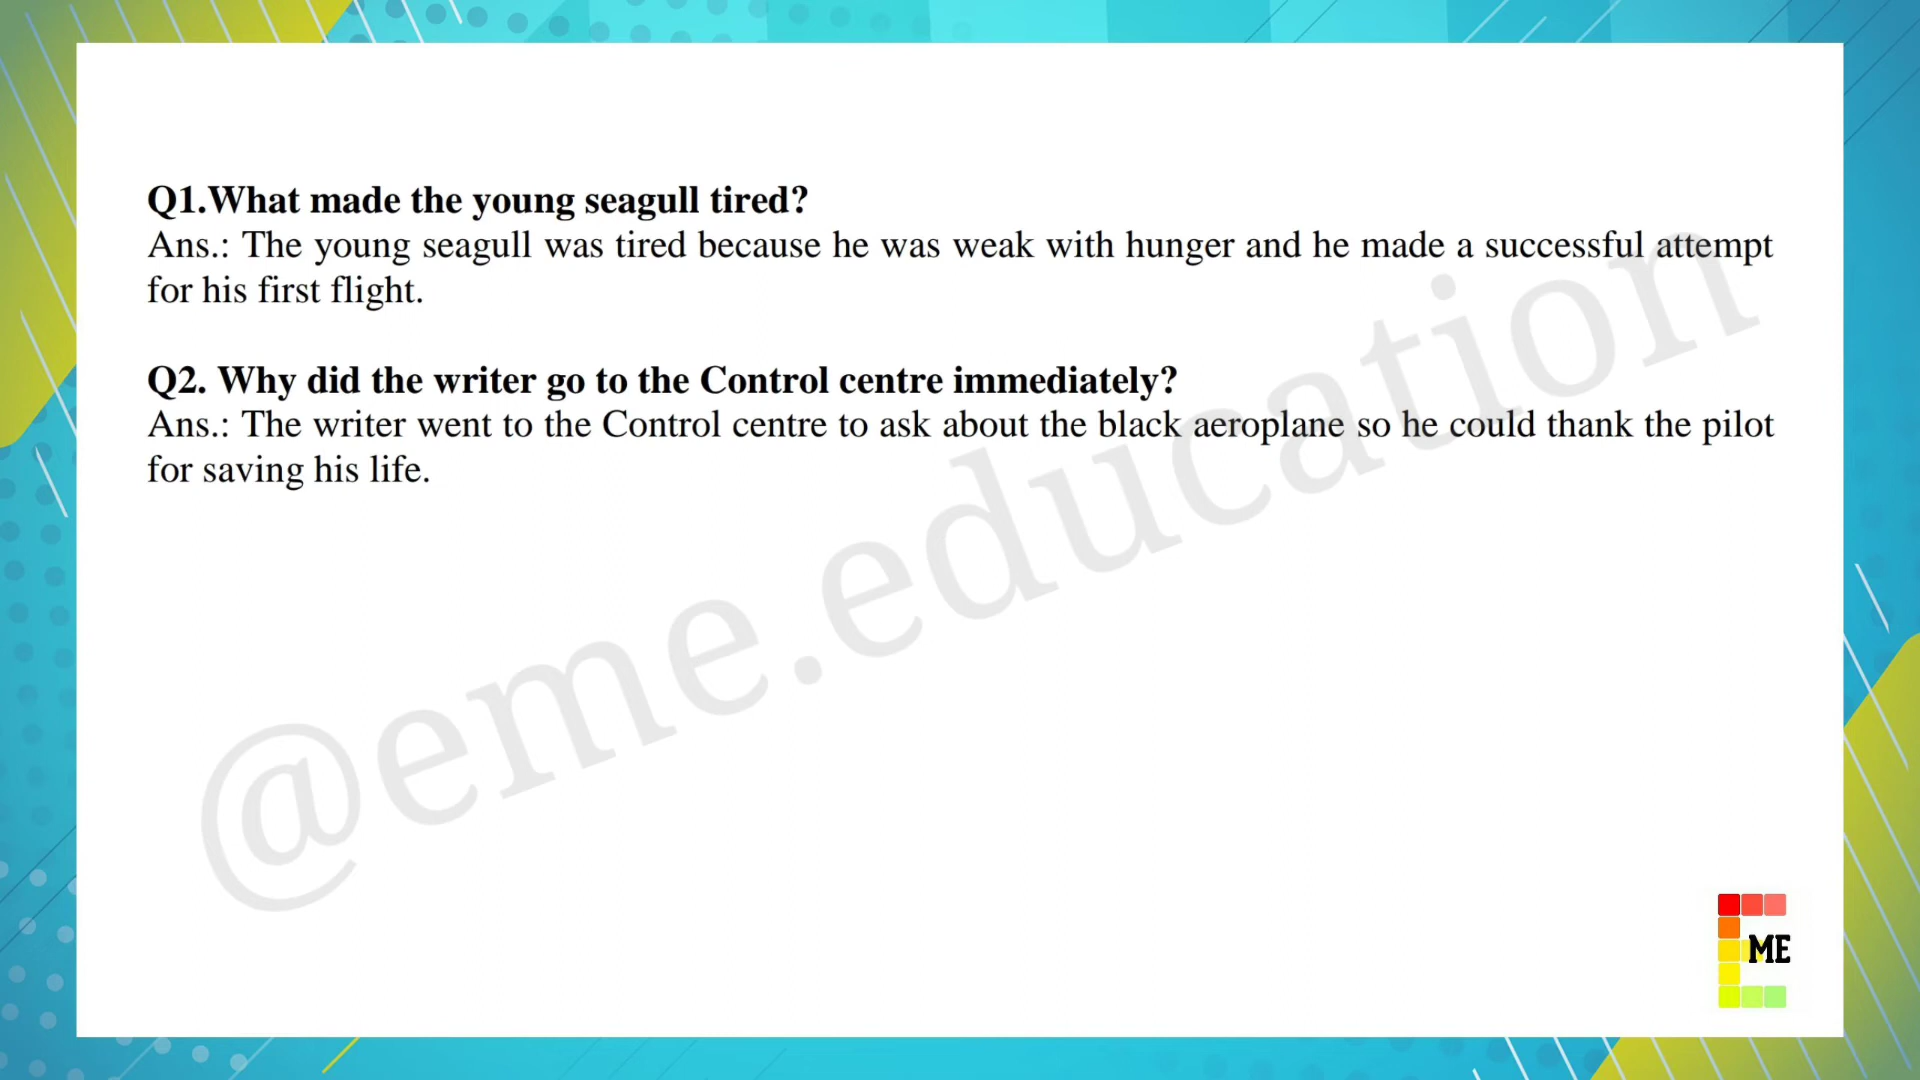 Q1.What made the young seagull tired?
Ans.: The young seagull was tired because he was weak with hunger and he made a successful attempt
for his first flight.
Q2. Why did the writer go to the Control centre immediately?
Ans.: The writer went to the Control centre to ask about the black aeroplane so he could thank the pilot
for saving his life.
@eme.education
ME